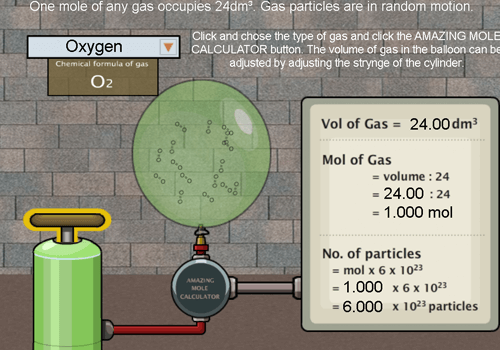 One mole of any gas occupies 24dm³. Gas particles are in random motion.
Oxygen
Click and chose the type of gas and click the AMAZING MOLE
CALCULATOR button. The volume of gas in the balloon can be
adjusted by adjusting the strynge of the cylinder.
Chemical formula of gas
O₂
Vol of Gas = 24.00 dm³
Mol of Gas
= volume : 24
= 24.00 : 24
= 1.000 mol
No. of particles
= mol x 6 x 10²³
= 1.000 x 6 x 10²³
= 6.000 x 10²³ particles
AMAZING
MOLE
CALCULATOR